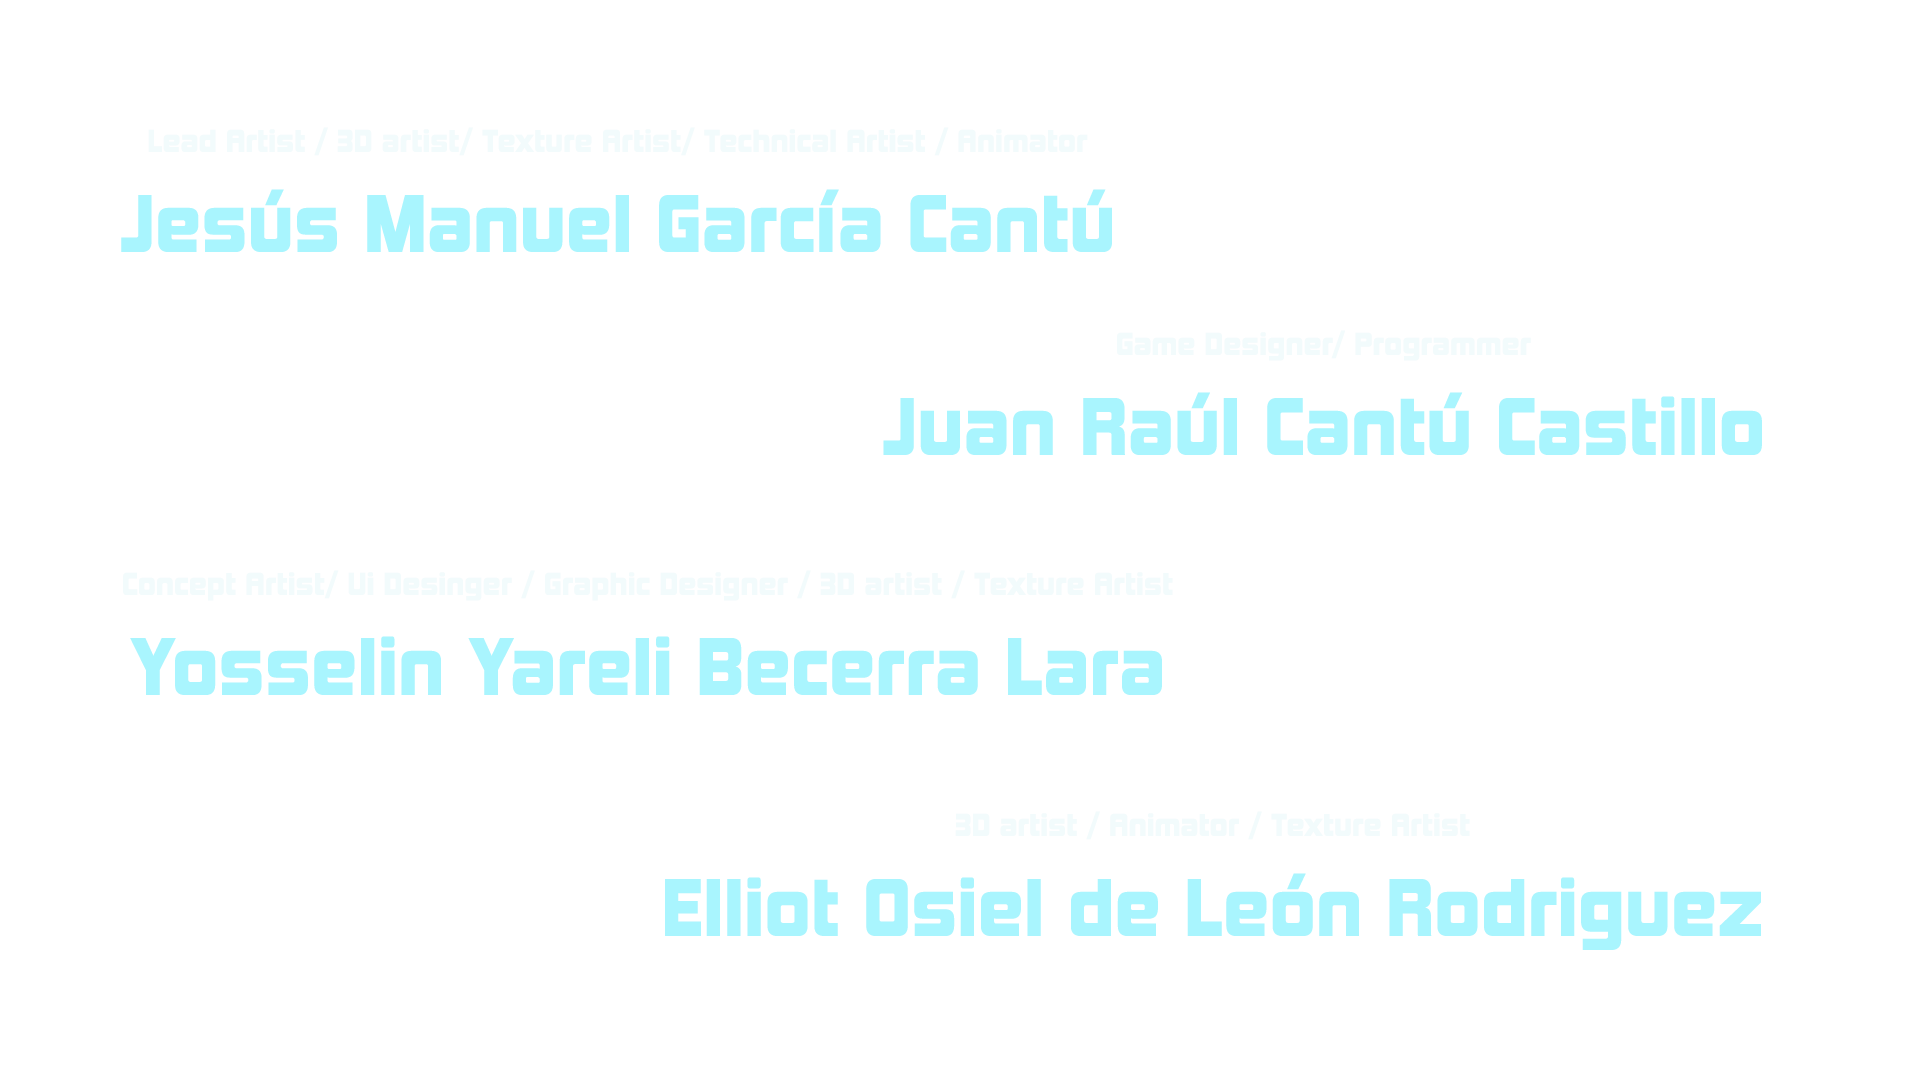 Lead Artist / 3D artist/ Texture Artist/ Technical Artist / Animator
Jesús Manuel García Cantú
Game Designer/ Programmer
Juan Raúl Cantú Castillo
Concept Artist/ Ui Desinger / Graphic Designer / 3D artist / Texture Artist
Yosselin Yareli Becerra Lara
3D artist / Animator / Texture Artist
Elliot Osiel de León Rodriguez